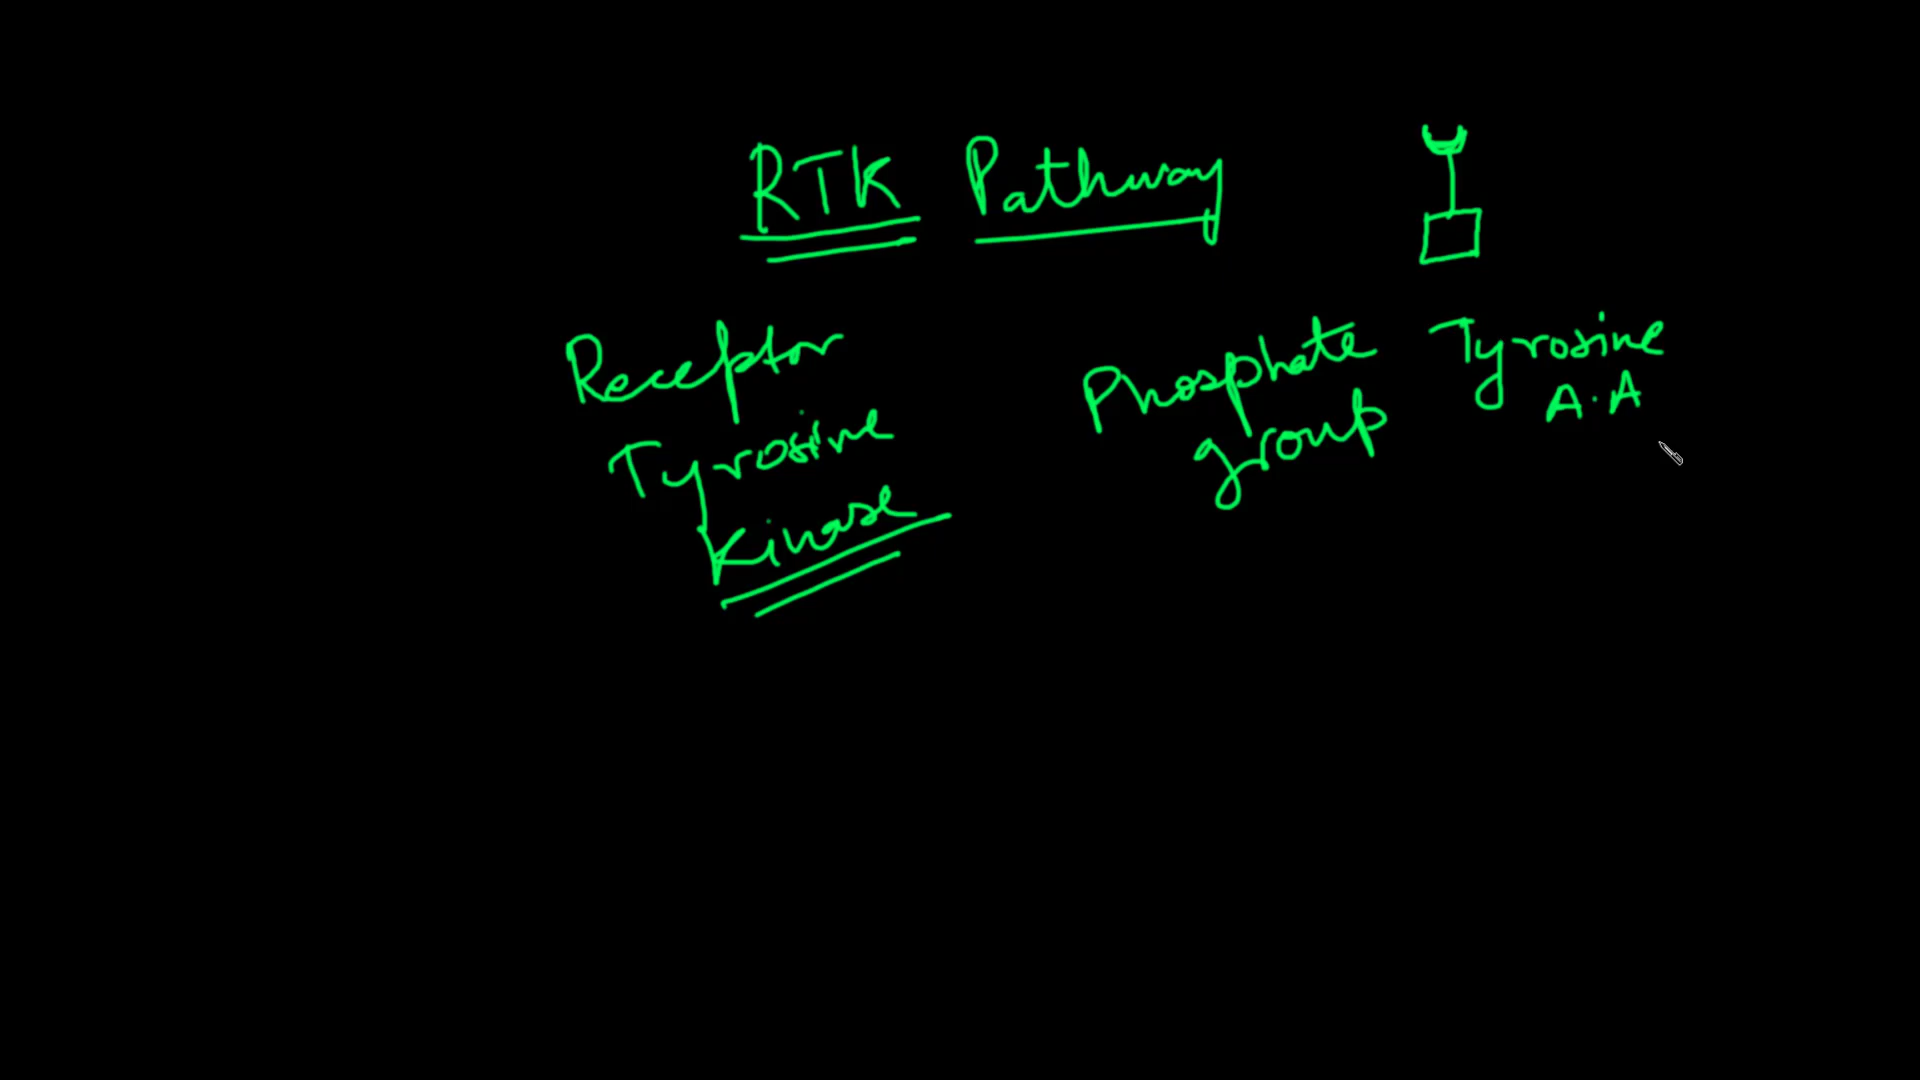 RTK Pathway
Receptor
Tyrosine
Kinase
Phosphate
group
Tyrosine
A.A